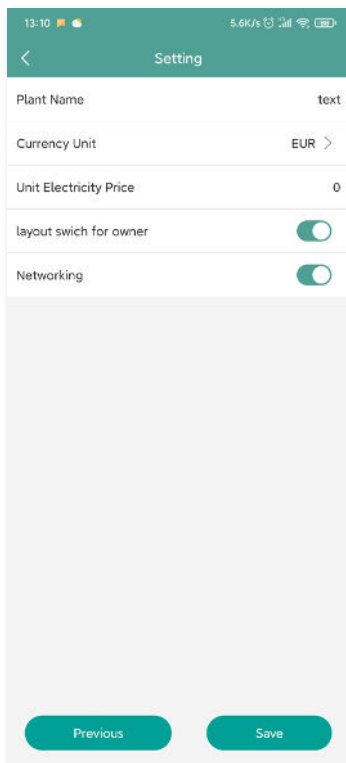 13:10 5.6K/s
Setting
Plant Name text
Currency Unit EUR
Unit Electricity Price 0
layout swich for owner
Networking
Previous Save